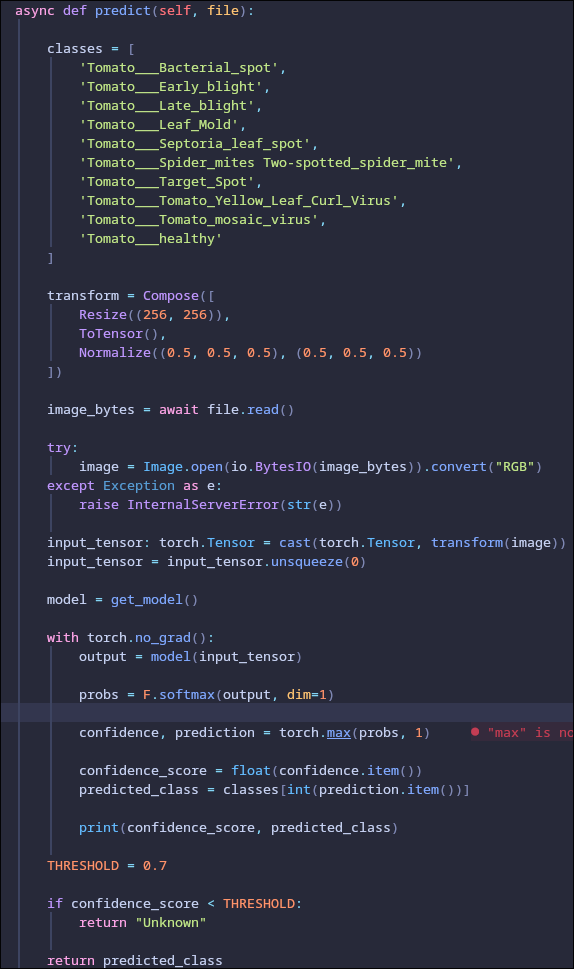 async def predict(self, file):
classes = [
'Tomato___Bacterial_spot',
'Tomato___Early_blight',
'Tomato___Late_blight',
'Tomato___Leaf_Mold',
'Tomato___Septoria_leaf_spot',
'Tomato___Spider_mites Two-spotted_spider_mite',
'Tomato___Target_Spot',
'Tomato___Tomato_Yellow_Leaf_Curl_Virus',
'Tomato___Tomato_mosaic_virus',
'Tomato___healthy'
]
transform = Compose([
Resize((256, 256)),
ToTensor(),
Normalize((0.5, 0.5, 0.5), (0.5, 0.5, 0.5))
])
image_bytes = await file.read()
try:
image = Image.open(io.BytesIO(image_bytes)).convert("RGB")
except Exception as e:
raise InternalServerError(str(e))
input_tensor: torch.Tensor = cast(torch.Tensor, transform(image))
input_tensor = input_tensor.unsqueeze(0)
model = get_model()
with torch.no_grad():
output = model(input_tensor)
probs = F.softmax(output, dim=1)
confidence, prediction = torch.max(probs, 1) ● "max" is no
confidence_score = float(confidence.item())
predicted_class = classes[int(prediction.item())]
print(confidence_score, predicted_class)
THRESHOLD = 0.7
if confidence_score < THRESHOLD:
return "Unknown"
return predicted_class